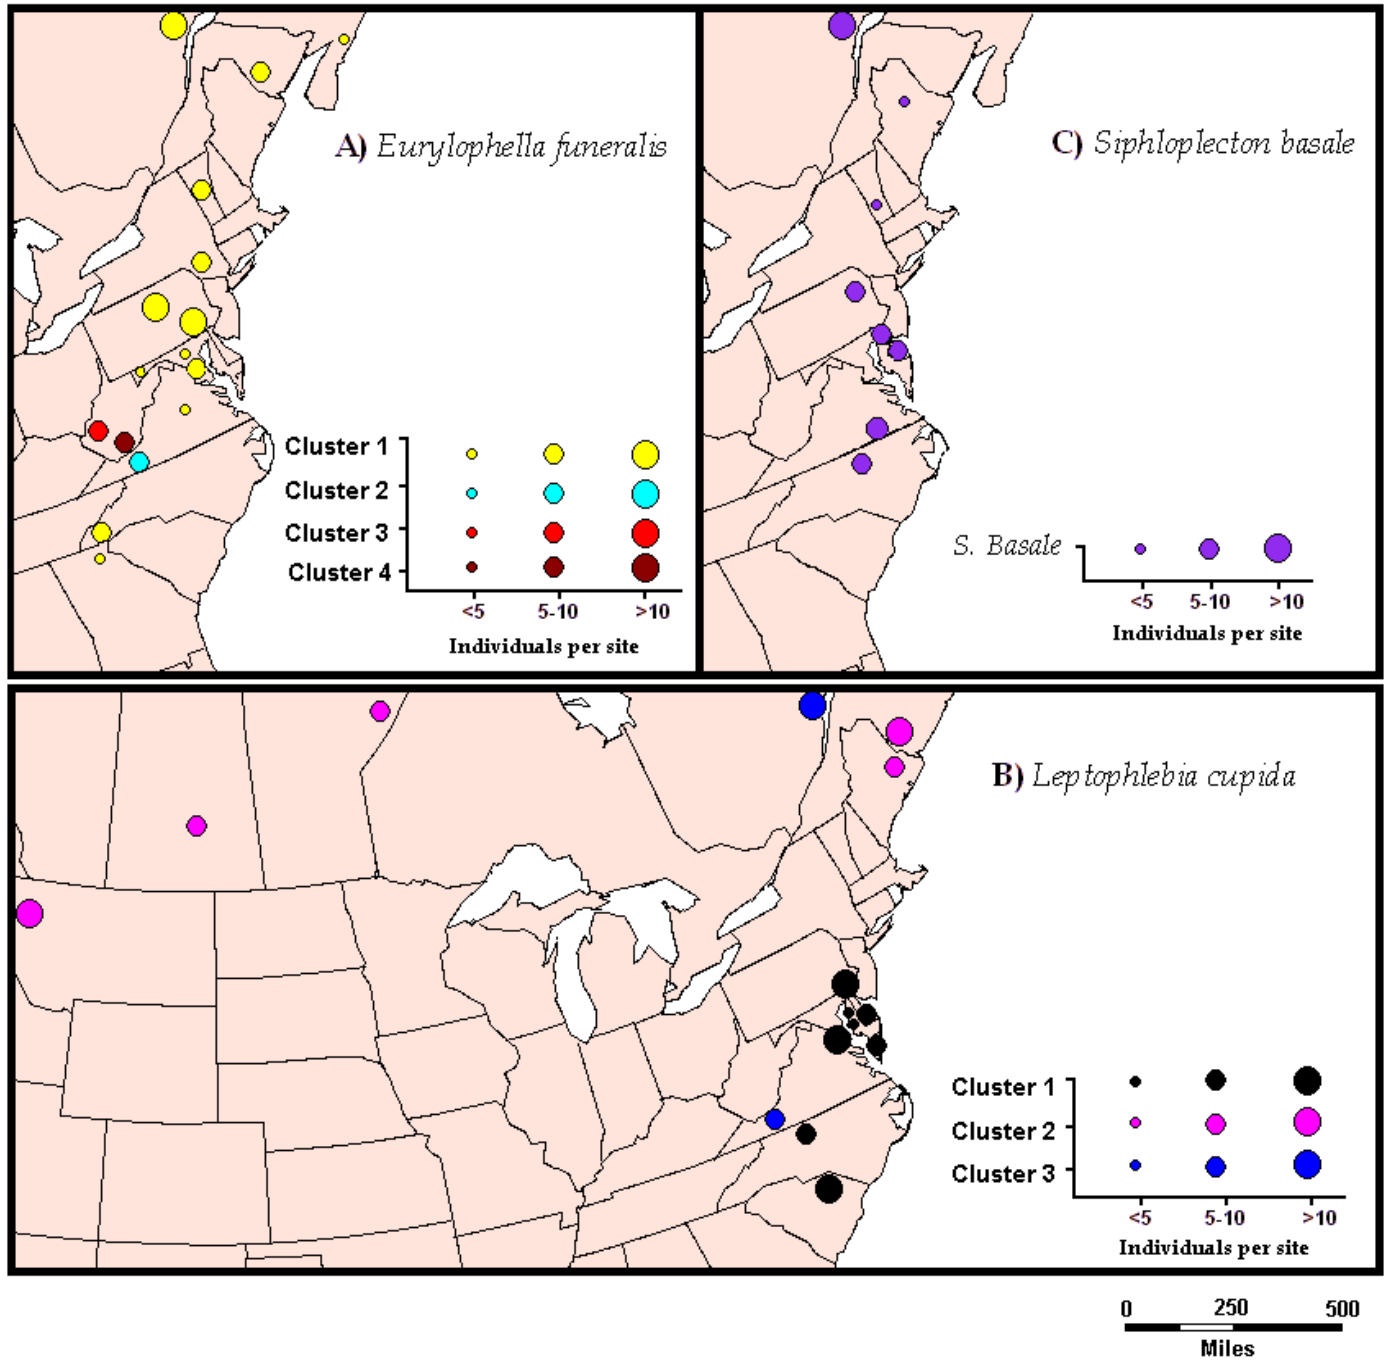 A) Eurylophella funeralis
Cluster 1
Cluster 2
Cluster 3
Cluster 4
<5 5-10 >10
Individuals per site
C) Siphloplecton basale
S. Basale
<5 5-10 >10
Individuals per site
B) Leptophlebia cupida
Cluster 1
Cluster 2
Cluster 3
<5 5-10 >10
Individuals per site
0 250 500
Miles